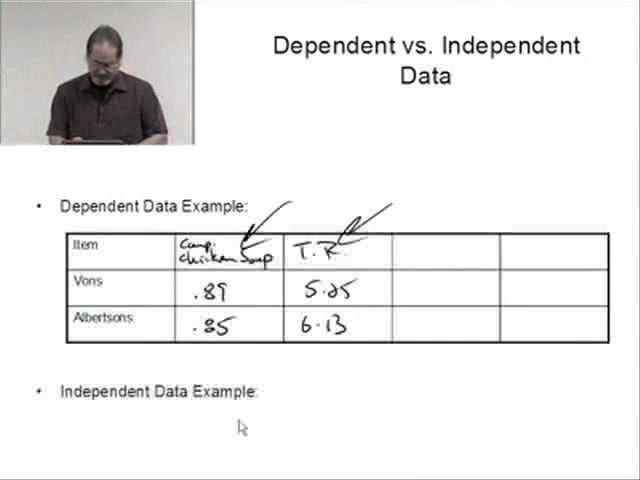 Dependent vs. Independent
Data
• Dependent Data Example:
Item
Camp.
chicken Soup
T.R.
Vons
.89
5.25
Albertsons
.85
6.13
• Independent Data Example: